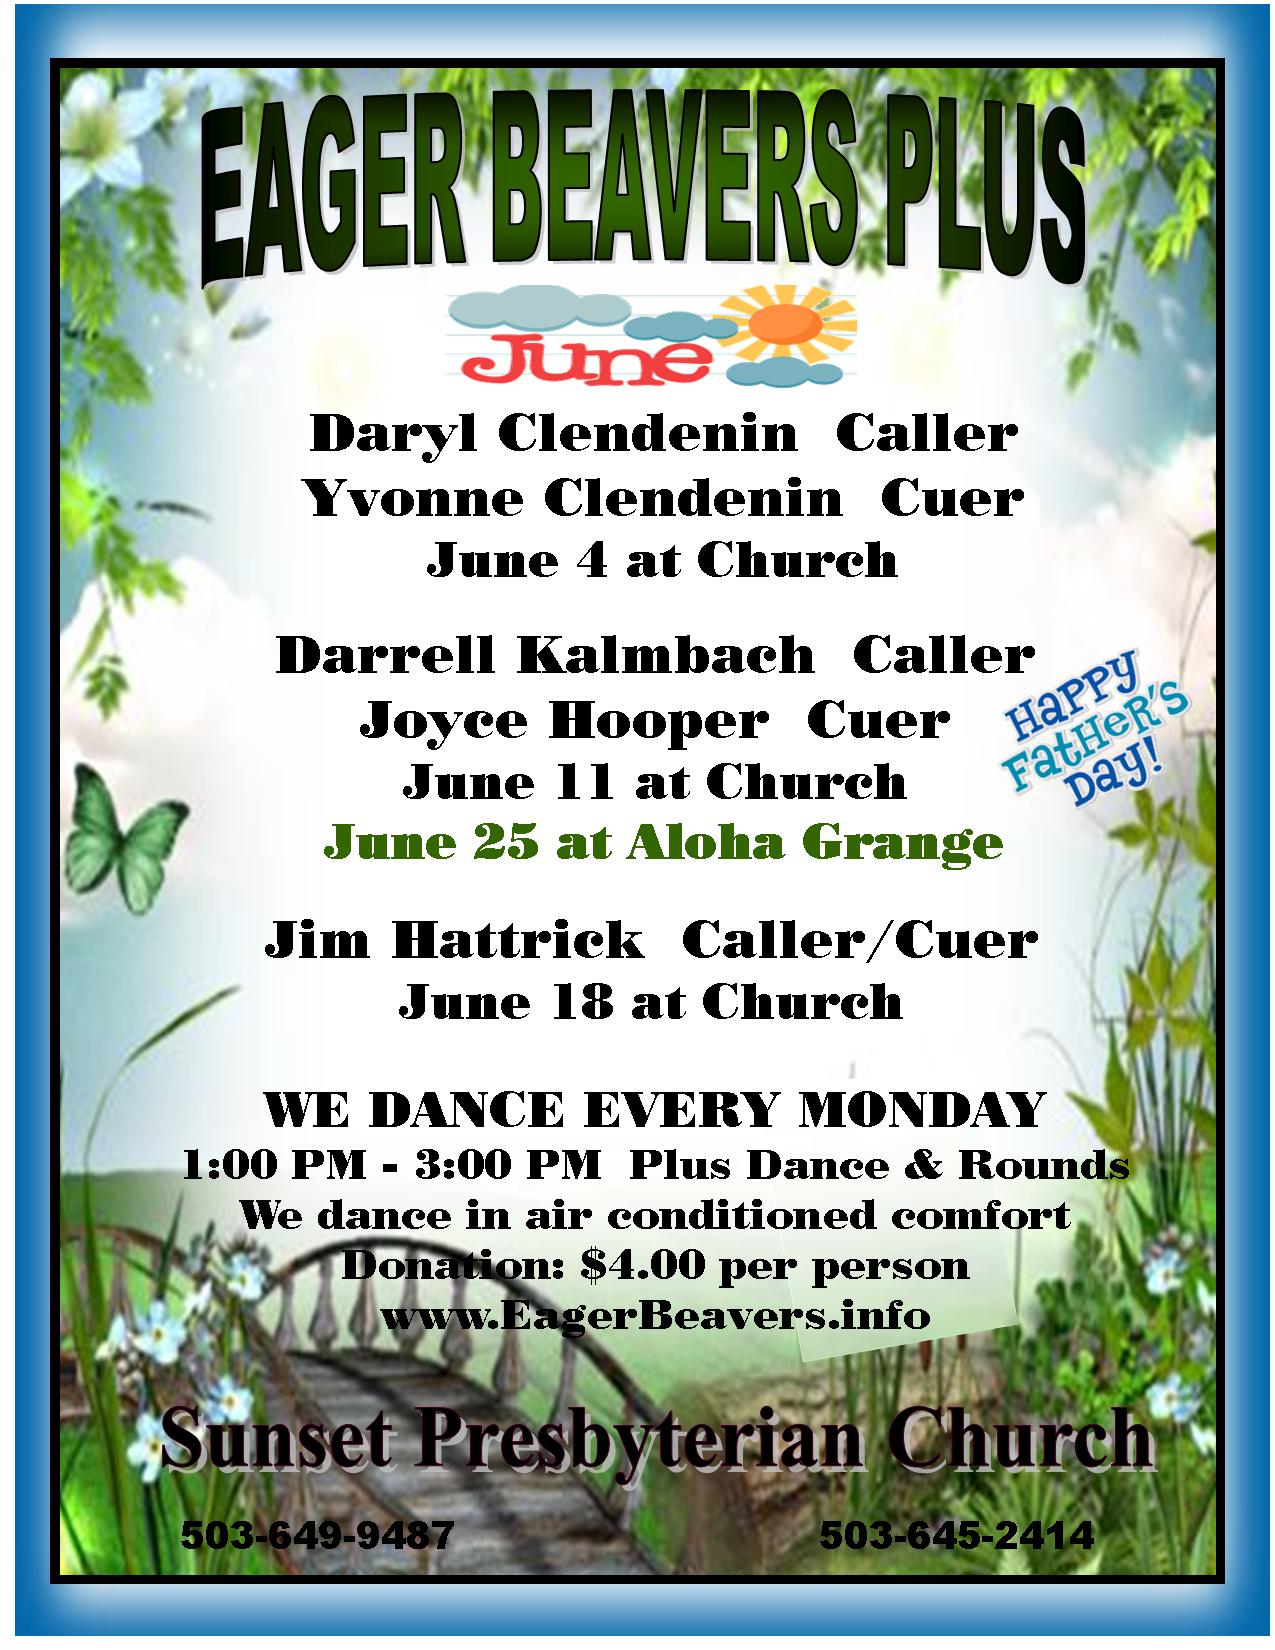 EAGER BEAVERS PLUS
June
Daryl Clendenin Caller
Yvonne Clendenin Cuer
June 4 at Church
Darrell Kalmbach Caller
Joyce Hooper Cuer
June 11 at Church
June 25 at Aloha Grange
HAPPY
FATHER'S
DAY!
Jim Hattrick Caller/Cuer
June 18 at Church
WE DANCE EVERY MONDAY
1:00 PM - 3:00 PM Plus Dance & Rounds
We dance in air conditioned comfort
Donation: $4.00 per person
www.EagerBeavers.info
Sunset Presbyterian Church
503-649-9487 503-645-2414